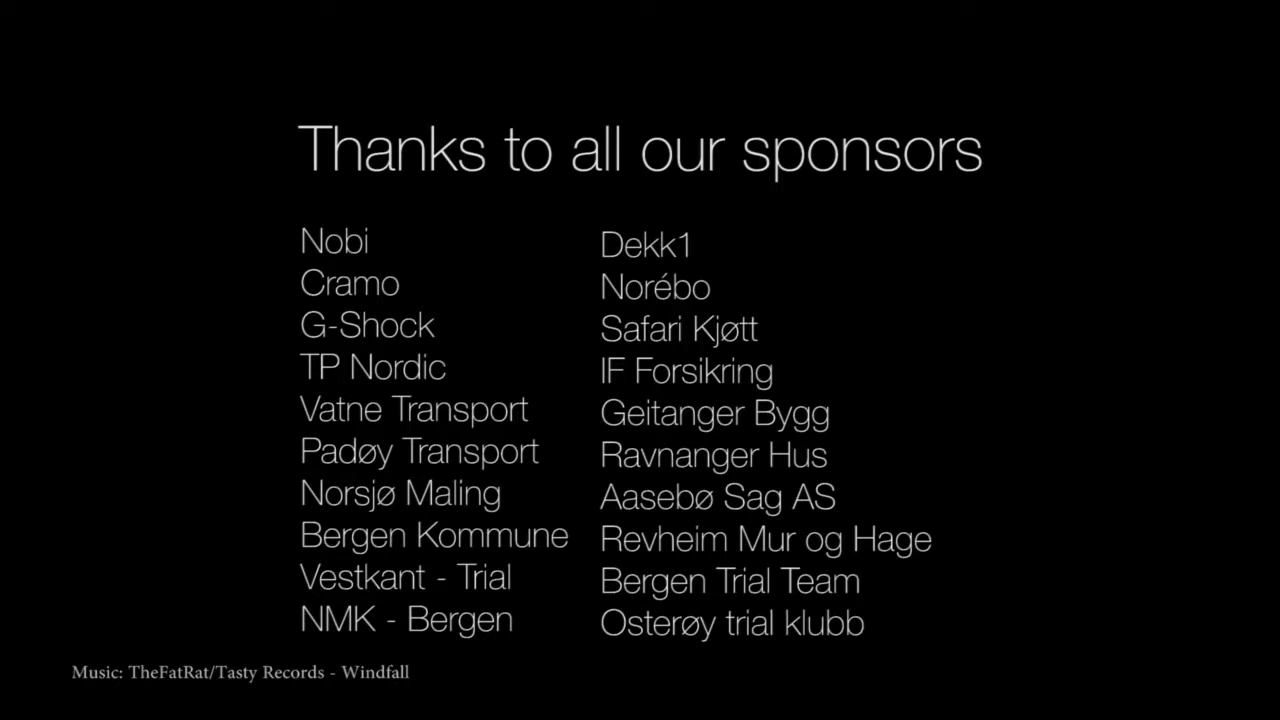 Thanks to all our sponsors
Nobi
Cramo
G-Shock
TP Nordic
Vatne Transport
Padøy Transport
Norsjø Maling
Bergen Kommune
Vestkant - Trial
NMK - Bergen
Dekk1
Norébo
Safari Kjøtt
IF Forsikring
Geitanger Bygg
Ravnanger Hus
Aasebø Sag AS
Revheim Mur og Hage
Bergen Trial Team
Osterøy trial klubb
Music: TheFatRat/Tasty Records - Windfall